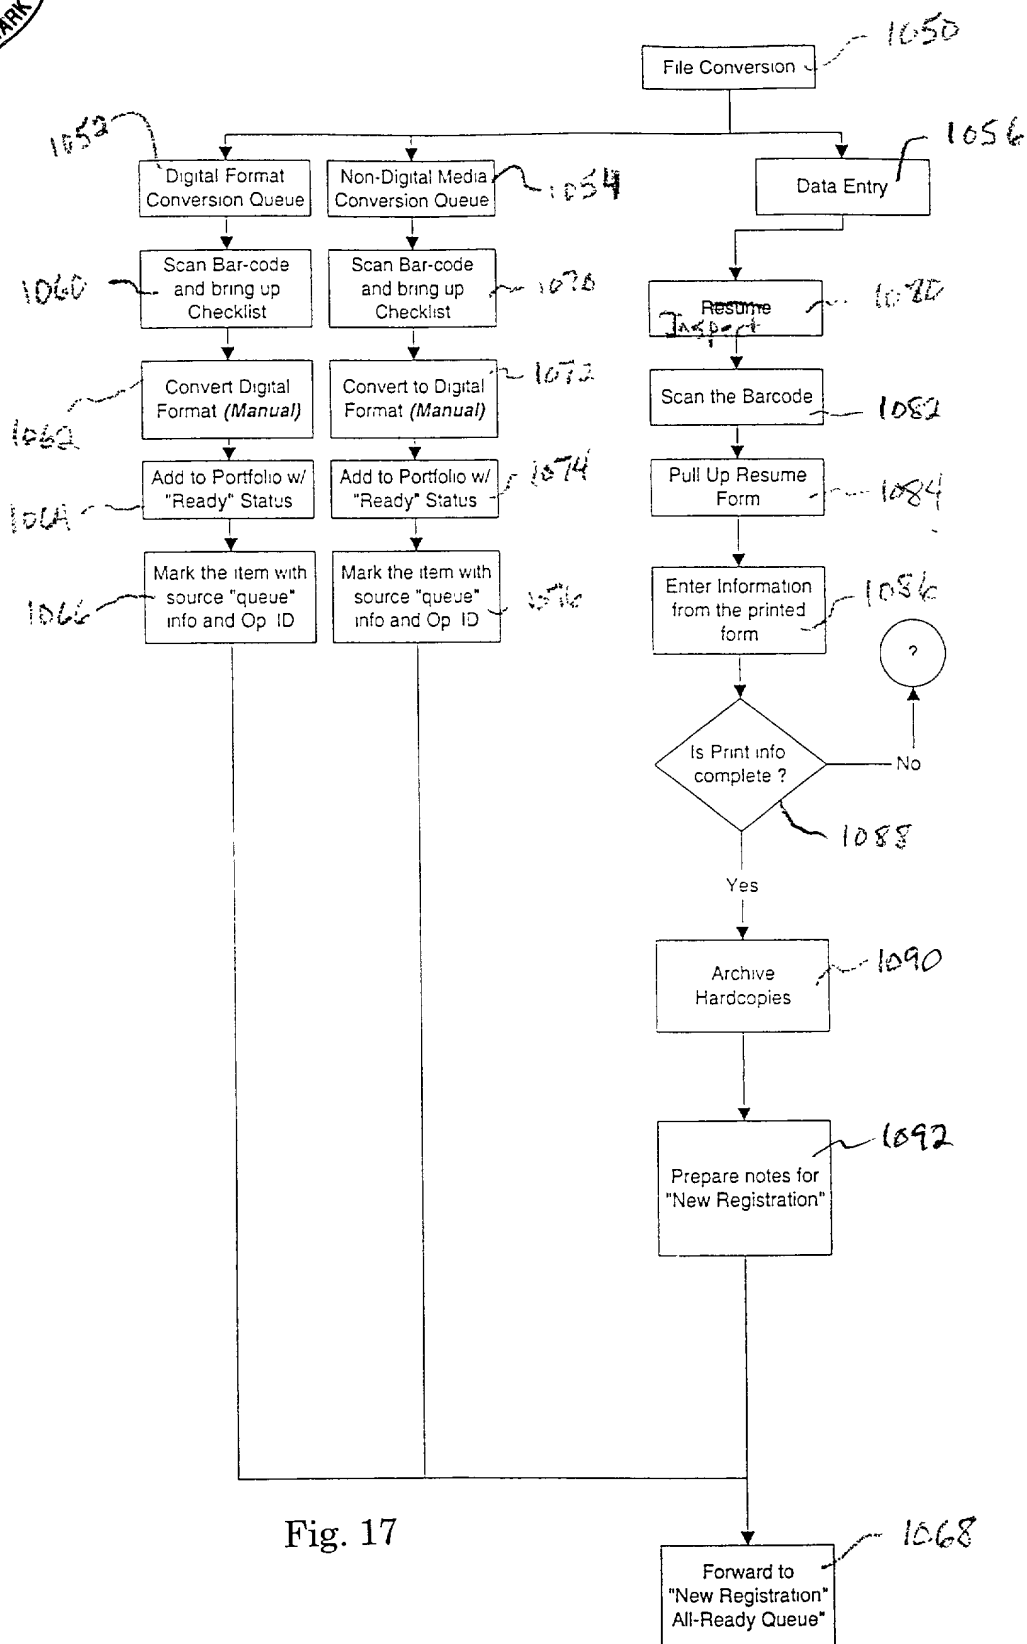 MARK
1050
File Conversion
1052
1056
Digital Format
Conversion Queue
Non-Digital Media
Conversion Queue
1054
Data Entry
1060
Scan Bar-code
and bring up
Checklist
Scan Bar-code
and bring up
Checklist
1070
Resume
1080
Convert Digital
Format (Manual)
1062
Convert to Digital
Format (Manual)
1072
Scan the Barcode
1082
Add to Portfolio w/
"Ready" Status
1064
Add to Portfolio w/
"Ready" Status
1074
Pull Up Resume
Form
1084
Mark the item with
source "queue"
info and Op ID
1066
Mark the item with
source "queue"
info and Op ID
1076
Enter Information
from the printed
form
1086
?
Is Print info
complete ?
No
1088
Yes
Archive
Hardcopies
1090
1092
Prepare notes for
"New Registration"
Fig. 17
1068
Forward to
"New Registration"
All-Ready Queue"